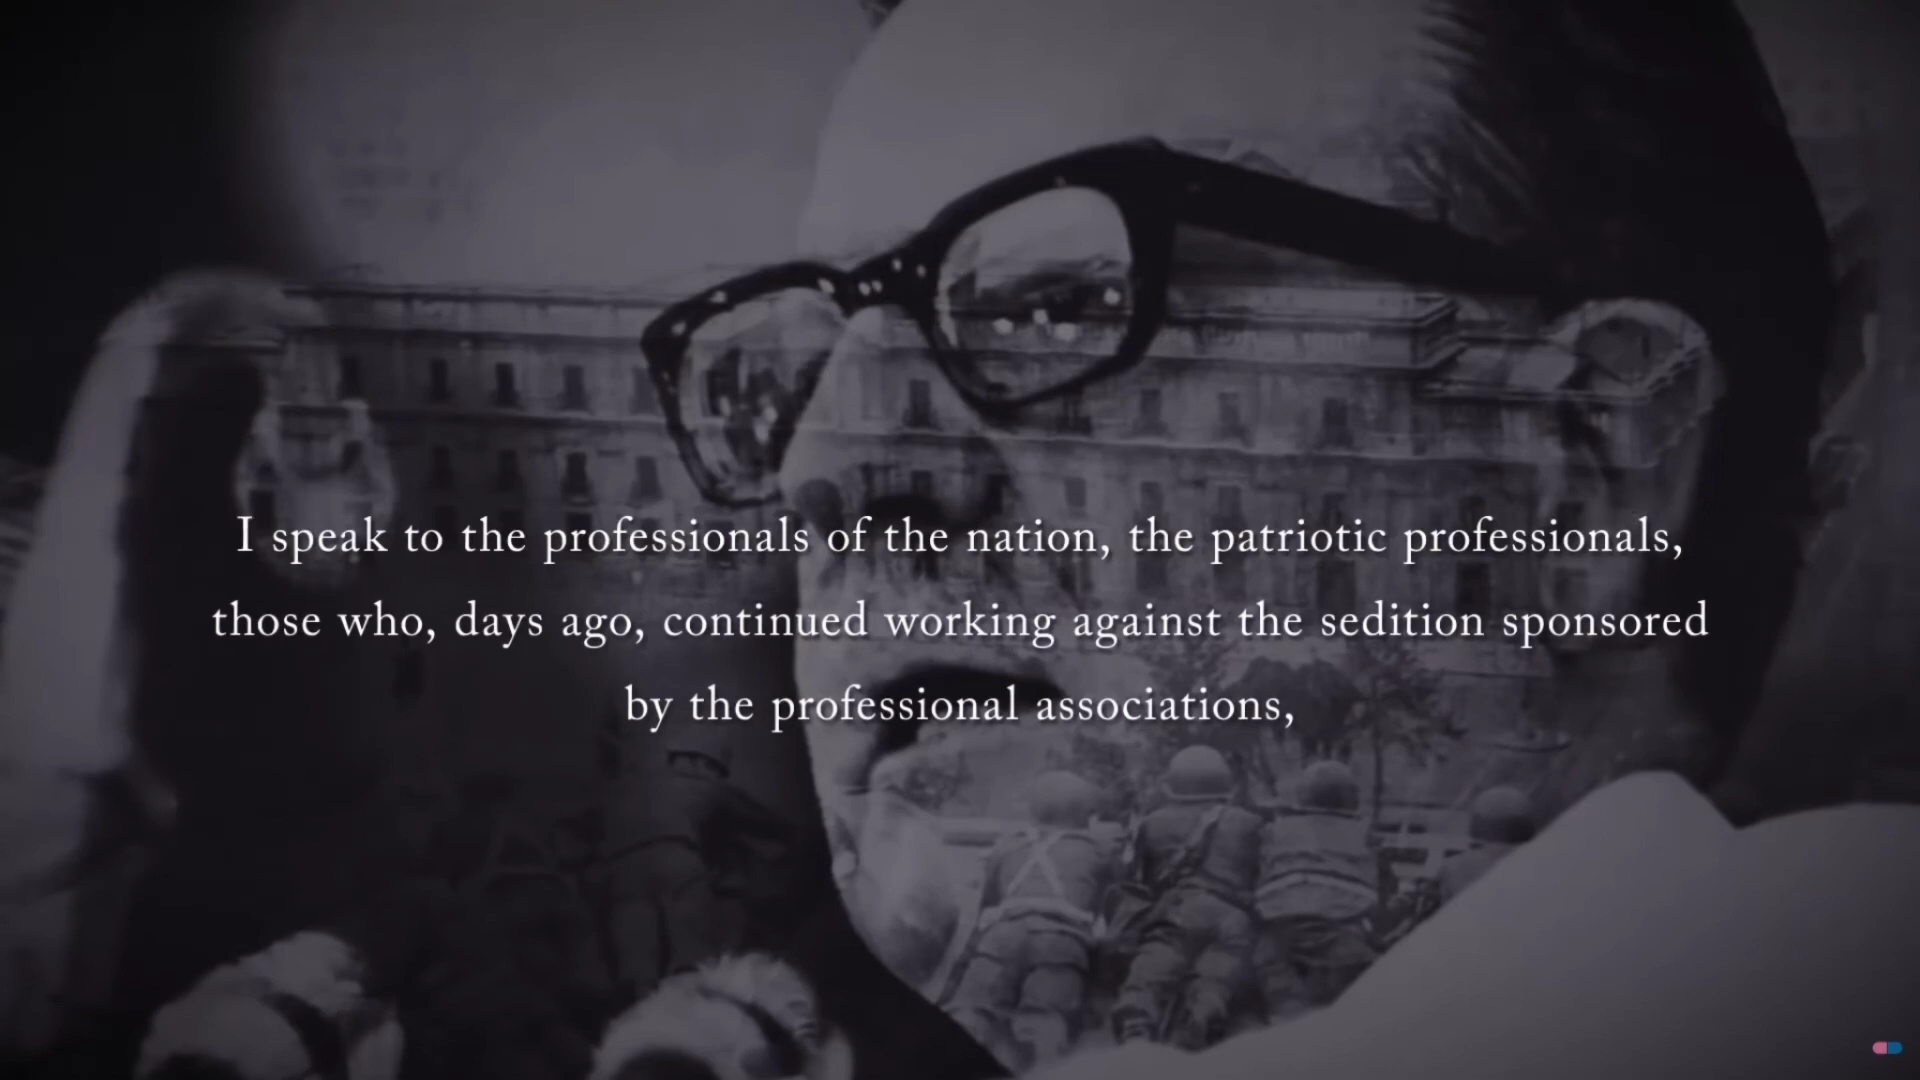 I speak to the professionals of the nation, the patriotic professionals,
those who, days ago, continued working against the sedition sponsored
by the professional associations,